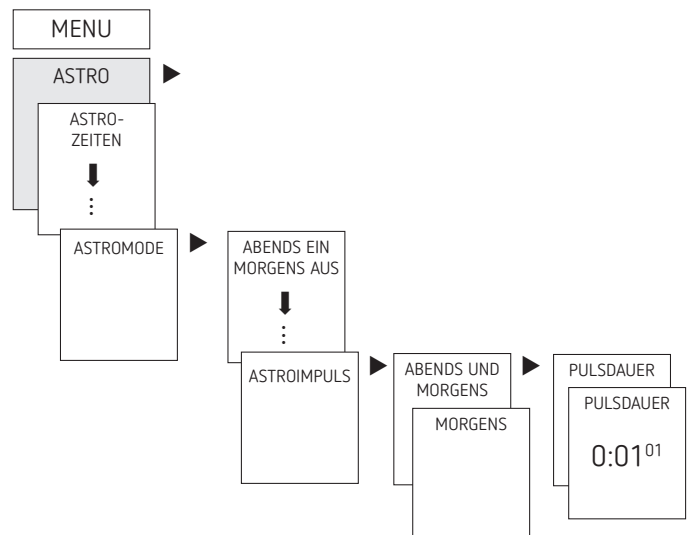 MENU
ASTRO
ASTRO-
ZEITEN
ASTROMODE
ABENDS EIN
MORGENS AUS
ASTROIMPULS
ABENDS UND
MORGENS
MORGENS
PULSDAUER
PULSDAUER
0:01⁰¹